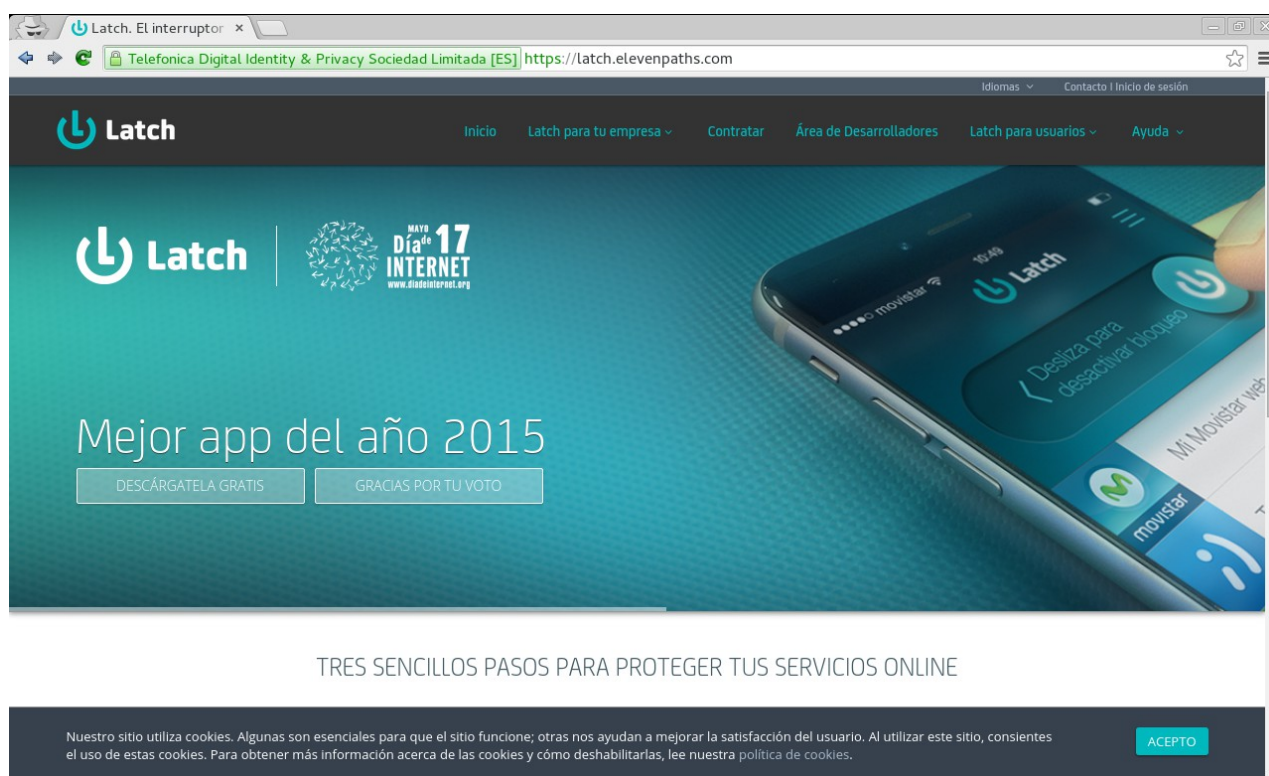 Latch. El interruptor
Telefonica Digital Identity & Privacy Sociedad Limitada [ES] https://latch.elevenpaths.com
Idiomas Contacto | Inicio de sesión
Latch Inicio Latch para tu empresa Contratar Área de Desarrolladores Latch para usuarios Ayuda
Latch
MAYO
Día de 17
INTERNET
www.diadeinternet.org
movistar 10:49
Latch
Desliza para
desactivar bloqueo
Mi Movistar web
movistar
Mejor app del año 2015
DESCÁRGATELA GRATIS GRACIAS POR TU VOTO
TRES SENCILLOS PASOS PARA PROTEGER TUS SERVICIOS ONLINE
Nuestro sitio utiliza cookies. Algunas son esenciales para que el sitio funcione; otras nos ayudan a mejorar la satisfacción del usuario. Al utilizar este sitio, consientes
el uso de estas cookies. Para obtener más información acerca de las cookies y cómo deshabilitarlas, lee nuestra política de cookies.
ACEPTO